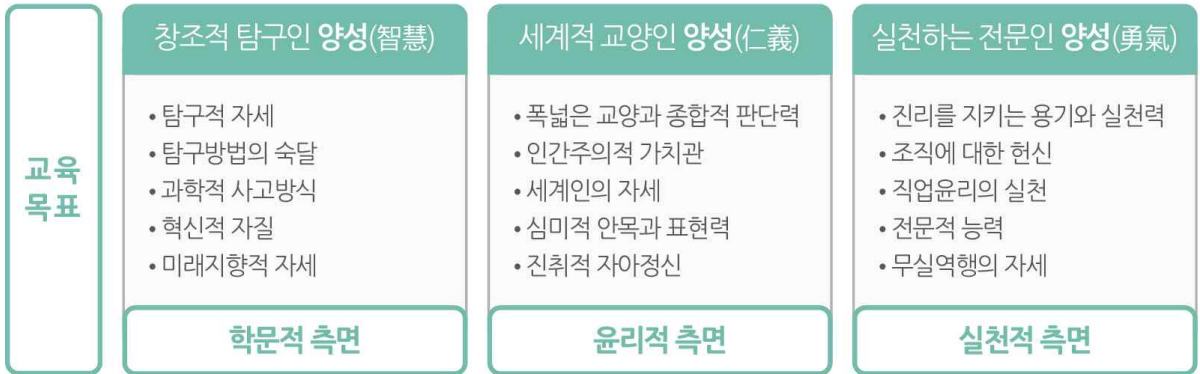 교육
목표
창조적 탐구인 양성(智慧)
• 탐구적 자세
• 탐구방법의 숙달
• 과학적 사고방식
• 혁신적 자질
• 미래지향적 자세
학문적 측면
세계적 교양인 양성(仁義)
• 폭넓은 교양과 종합적 판단력
• 인간주의적 가치관
• 세계인의 자세
• 심미적 안목과 표현력
• 진취적 자아정신
윤리적 측면
실천하는 전문인 양성(勇氣)
• 진리를 지키는 용기와 실천력
• 조직에 대한 헌신
• 직업윤리의 실천
• 전문적 능력
• 무실역행의 자세
실천적 측면